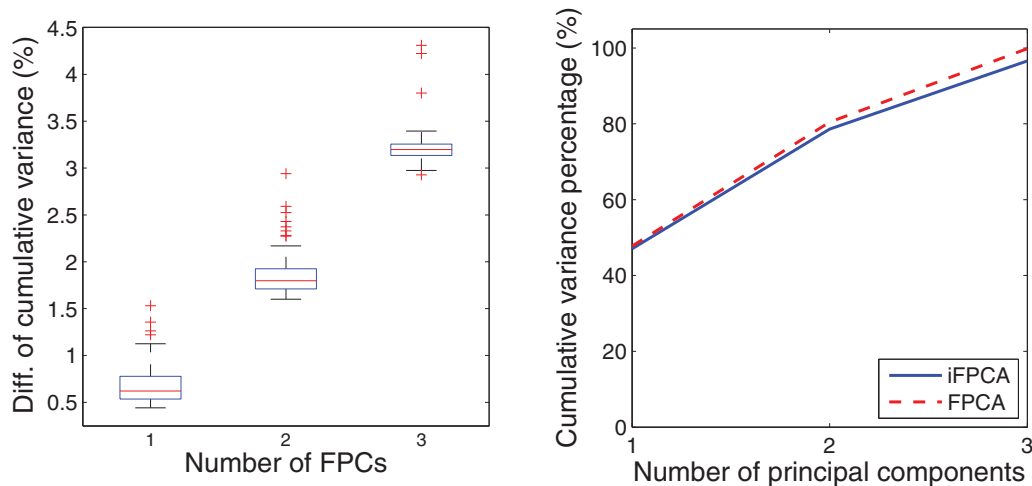 Diff. of cumulative variance (%)
4.5
4
3.5
3
2.5
2
1.5
1
0.5
1 2 3
Number of FPCs
Cumulative variance percentage (%)
100
80
60
40
20
0
1 2 3
Number of principal components
iFPCA
FPCA